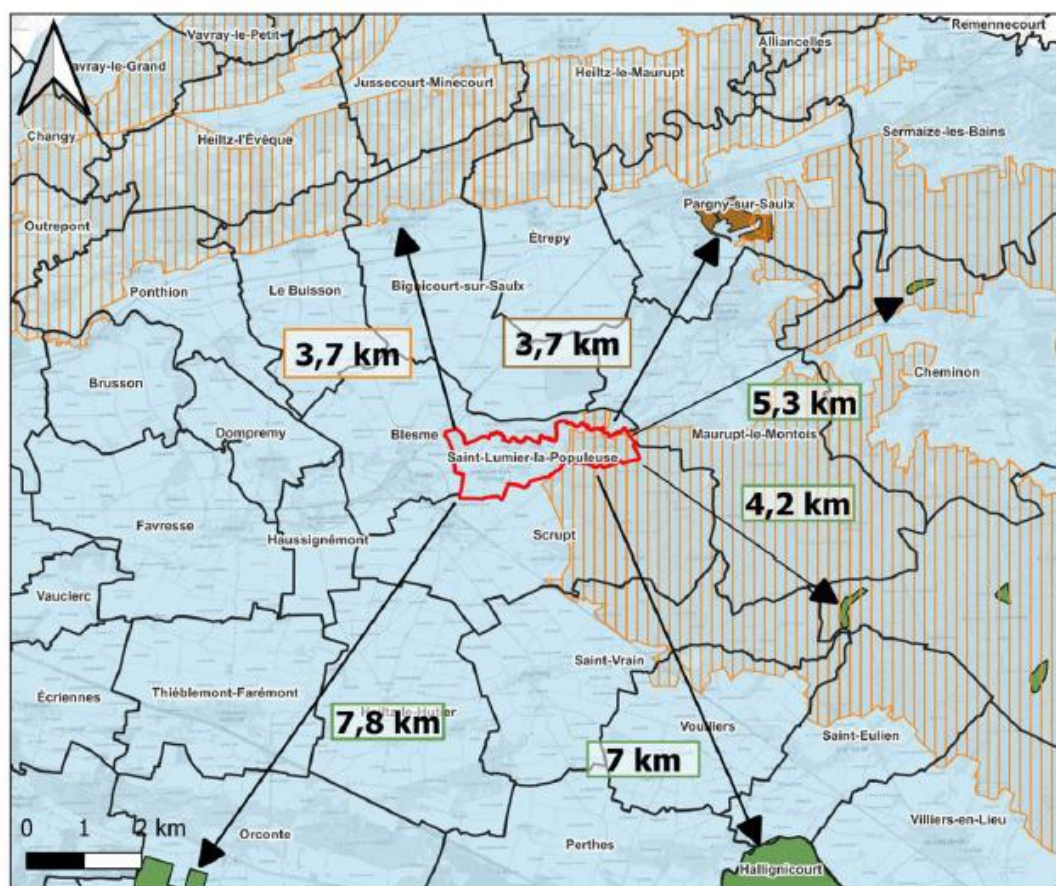 Remennecourt
Vavray-le-Petit
Alliancelles
Vavray-le-Grand
Jussecourt-Minecourt
Heiltz-le-Maurupt
Changy
Heiltz-l'Évêque
Sermaize-les-Bains
Pargny-sur-Saulx
Outrepont
Étrepy
Ponthion
Le Buisson
Bignicourt-sur-Saulx
3,7 km
3,7 km
Brusson
Cheminon
5,3 km
Dompremy
Blesme
Maurupt-le-Montois
Saint-Lumier-la-Populeuse
4,2 km
Favresse
Haussignémont
Scrupt
Vauclerc
Saint-Vrain
Écriennes
Thiéblemont-Farémont
Heiltz-le-Hutier
7,8 km
Vouillers
Saint-Eulien
7 km
Villiers-en-Lieu
0 1 2 km
Orconte
Perthes
Hallignicourt